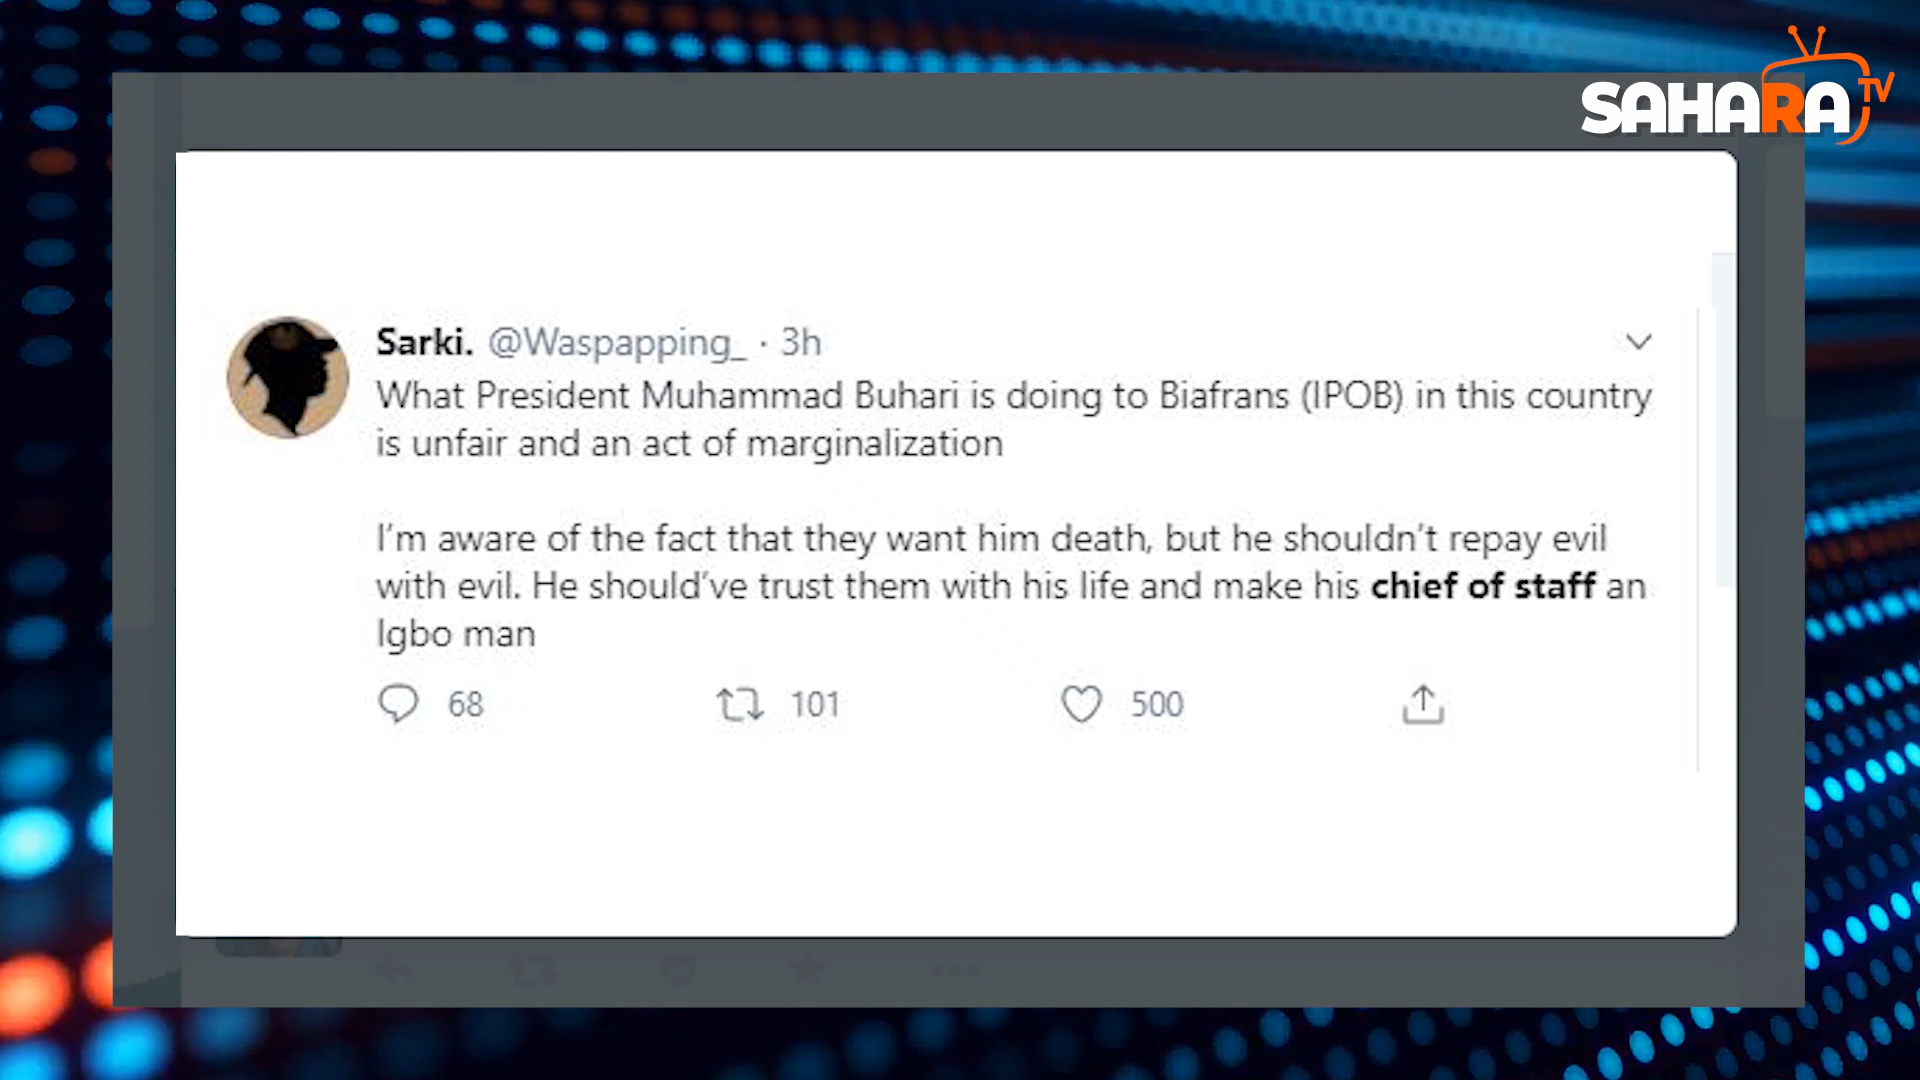 SAHARA TV
Sarki. @Waspapping_ · 3h
What President Muhammad Buhari is doing to Biafrans (IPOB) in this country
is unfair and an act of marginalization
I'm aware of the fact that they want him death, but he shouldn't repay evil
with evil. He should've trust them with his life and make his chief of staff an
Igbo man
68 101 500